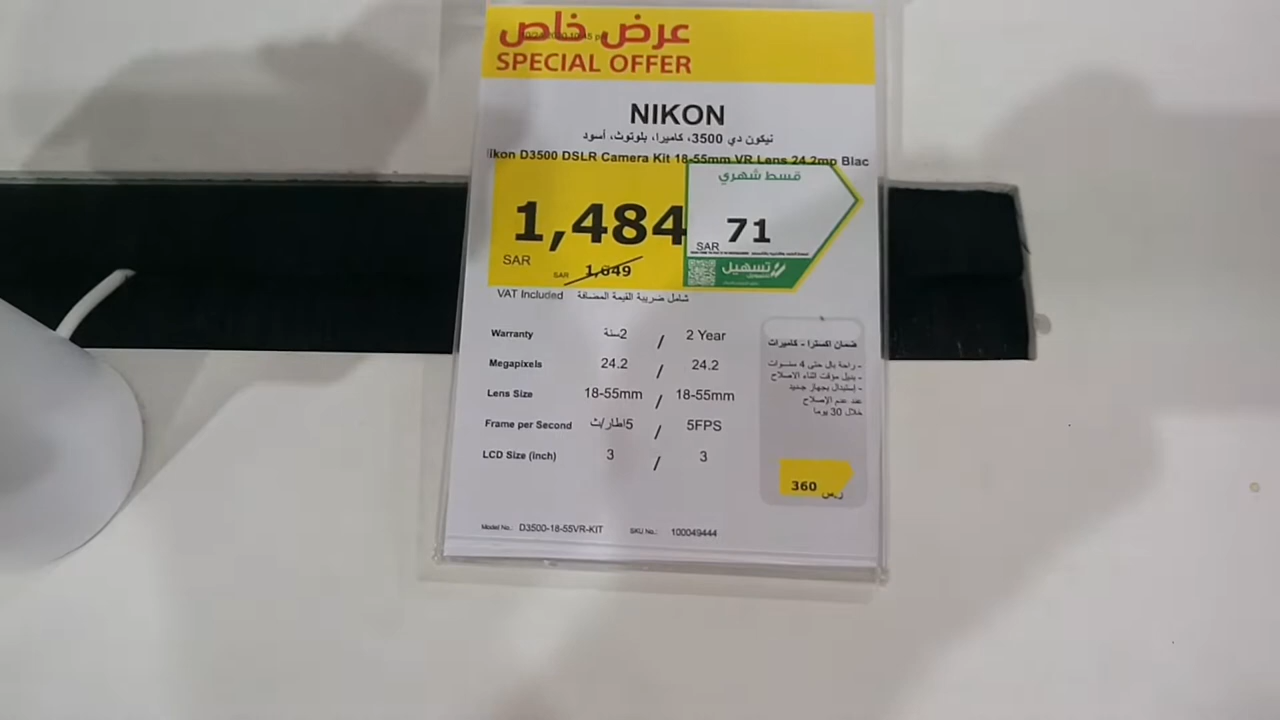 عرض خاص
SPECIAL OFFER
NIKON
نيكون دي 3500، كاميرا، بلوتوث، أسود
ikon D3500 DSLR Camera Kit 18-55mm VR Lens 24.2mp Blac
قسط شهري
1,484
SAR
71
SAR
SAR 1,649
تسهيل
VAT Included شامل ضريبة القيمة المضافة
Warranty 2سنة / 2 Year
Megapixels 24.2 / 24.2
Lens Size 18-55mm / 18-55mm
Frame per Second 5اطار/ث / 5FPS
LCD Size (inch) 3 / 3
ضمان اكسترا - كاميرات
- راحة بال حتى 4 سنوات
- بديل مؤقت اثناء الاصلاح
- إستبدال بجهاز جديد
عند عدم الإصلاح
خلال 30 يوما
360 ر.س
Model No.: D3500-18-55VR-KIT SKU No.: 100049444